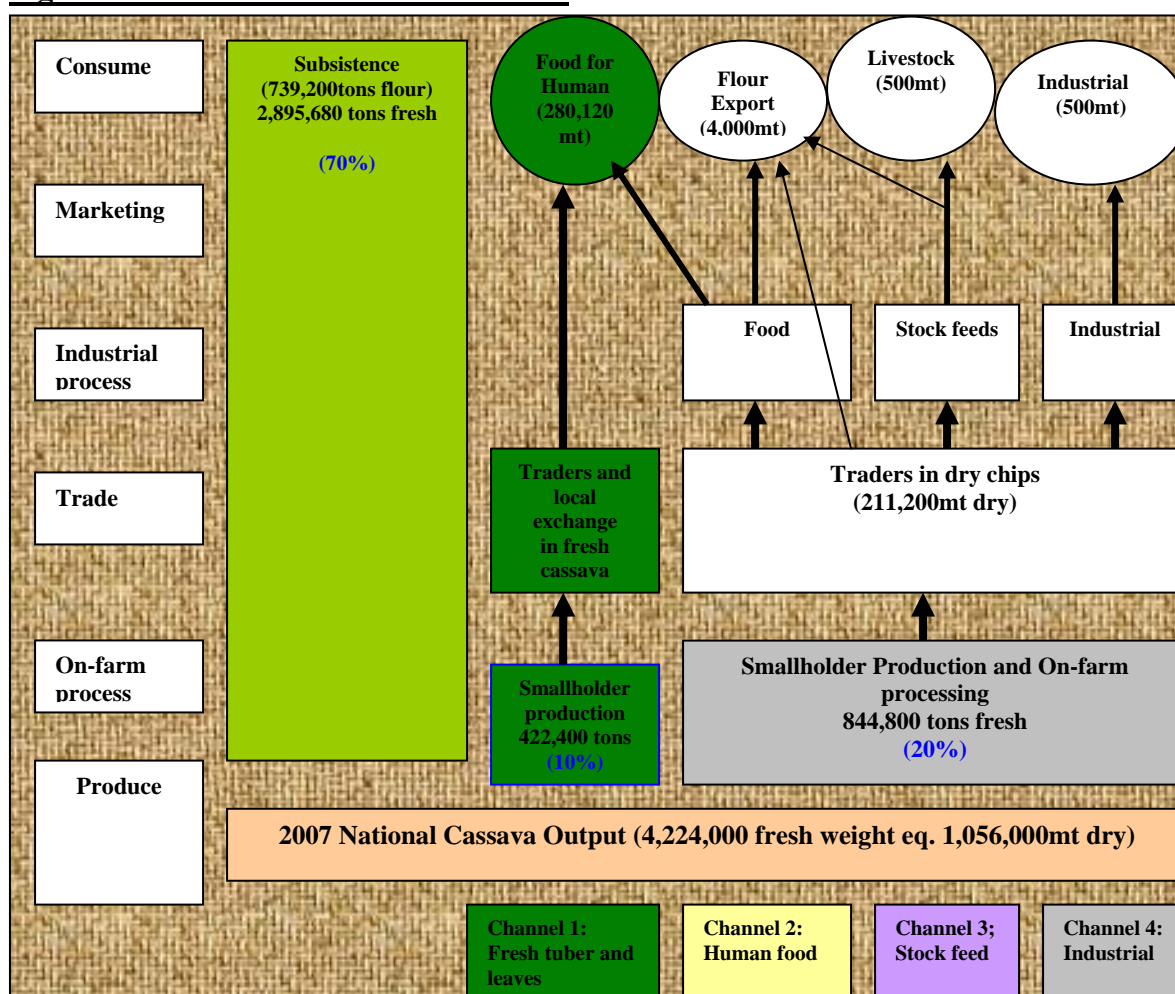 Consume
Subsistence
(739,200tons flour)
2,895,680 tons fresh
(70%)
Food for
Human
(280,120
mt)
Flour
Export
(4,000mt)
Livestock
(500mt)
Industrial
(500mt)
Marketing
Industrial
process
Food
Stock feeds
Industrial
Trade
Traders and
local
exchange
in fresh
cassava
Traders in dry chips
(211,200mt dry)
On-farm
process
Smallholder
production
422,400 tons
(10%)
Smallholder Production and On-farm
processing
844,800 tons fresh
(20%)
Produce
2007 National Cassava Output (4,224,000 fresh weight eq. 1,056,000mt dry)
Channel 1:
Fresh tuber and
leaves
Channel 2:
Human food
Channel 3;
Stock feed
Channel 4:
Industrial